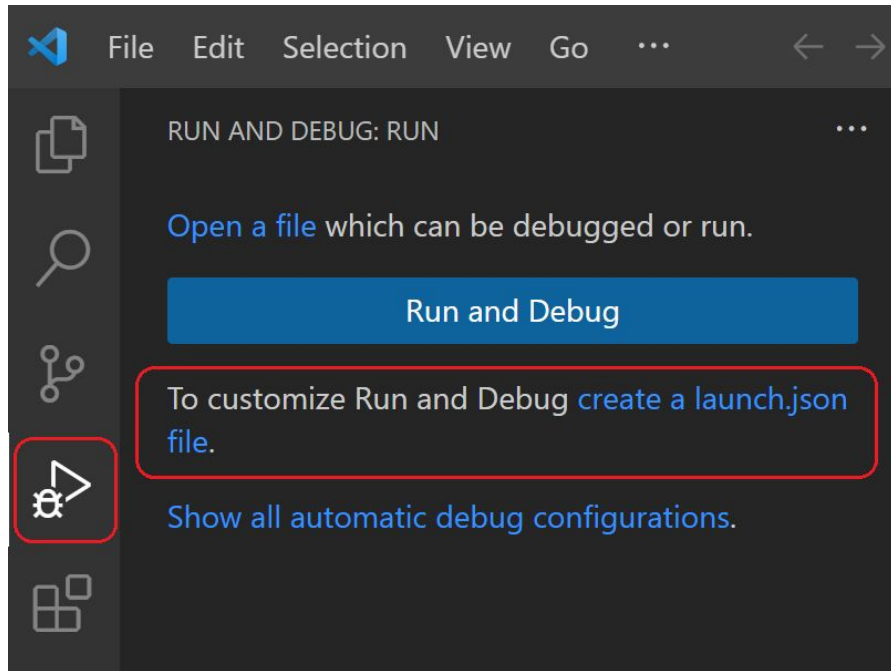 File Edit Selection View Go ···
RUN AND DEBUG: RUN ···
Open a file which can be debugged or run.
Run and Debug
To customize Run and Debug create a launch.json
file.
Show all automatic debug configurations.